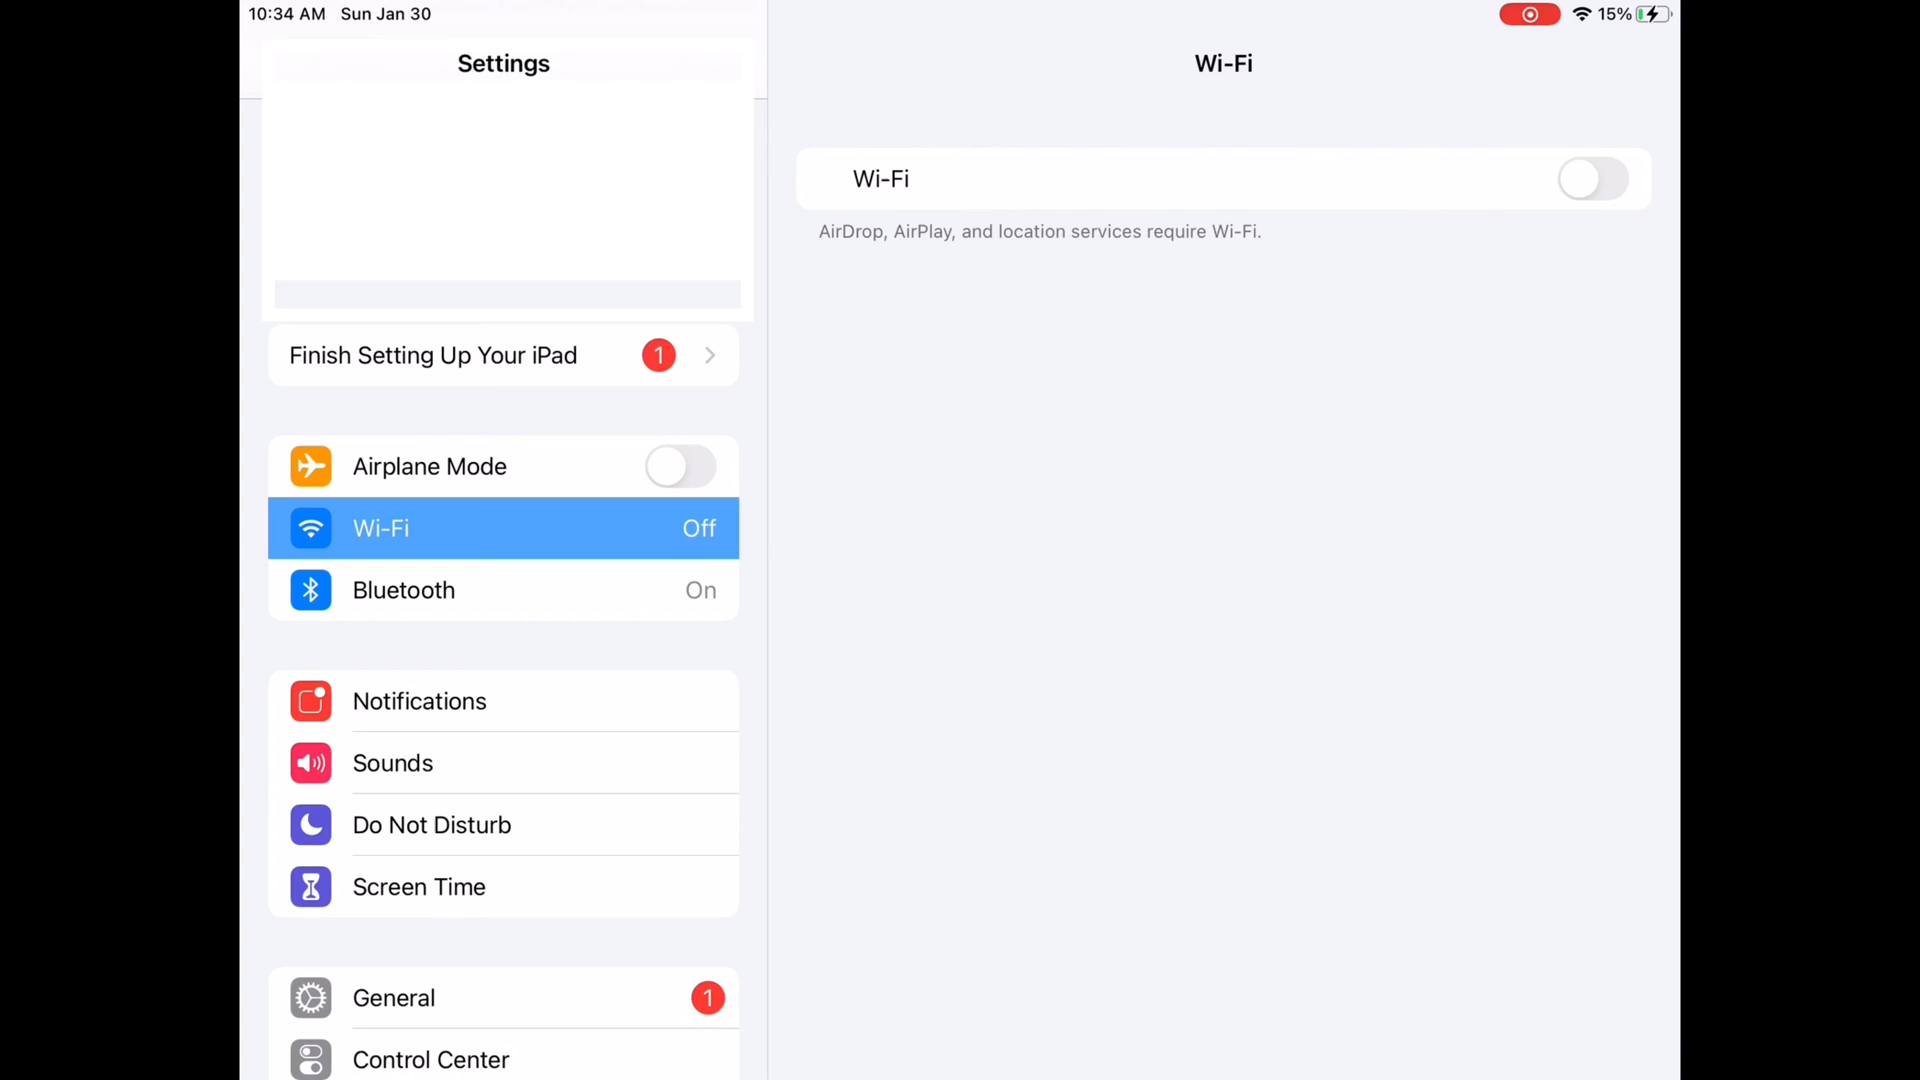 10:34 AM Sun Jan 30
15%
Settings
Wi-Fi
Wi-Fi
AirDrop, AirPlay, and location services require Wi-Fi.
Finish Setting Up Your iPad 1
Airplane Mode
Wi-Fi Off
Bluetooth On
Notifications
Sounds
Do Not Disturb
Screen Time
General 1
Control Center